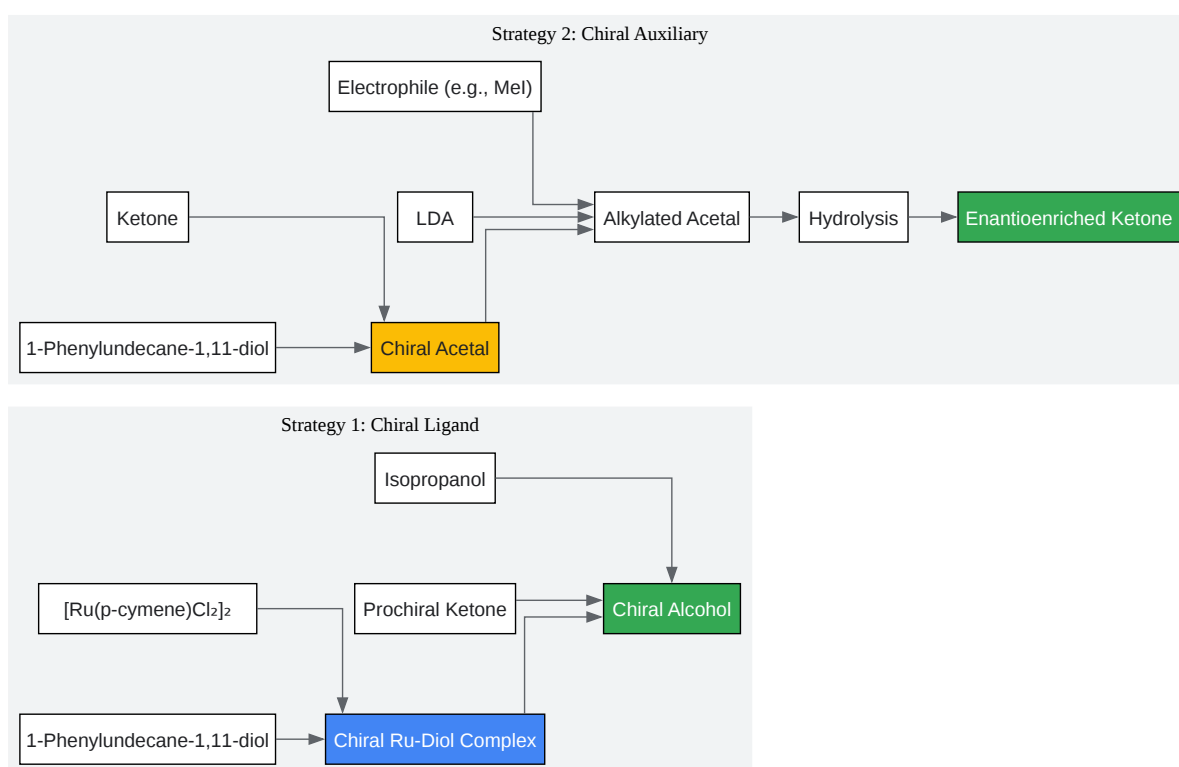 Strategy 2: Chiral Auxiliary
Electrophile (e.g., MeI)
Ketone
LDA
Alkylated Acetal
Hydrolysis
Enantioenriched Ketone
1-Phenylundecane-1,11-diol
Chiral Acetal
Strategy 1: Chiral Ligand
Isopropanol
[Ru(p-cymene)Cl₂]₂
Prochiral Ketone
Chiral Alcohol
1-Phenylundecane-1,11-diol
Chiral Ru-Diol Complex